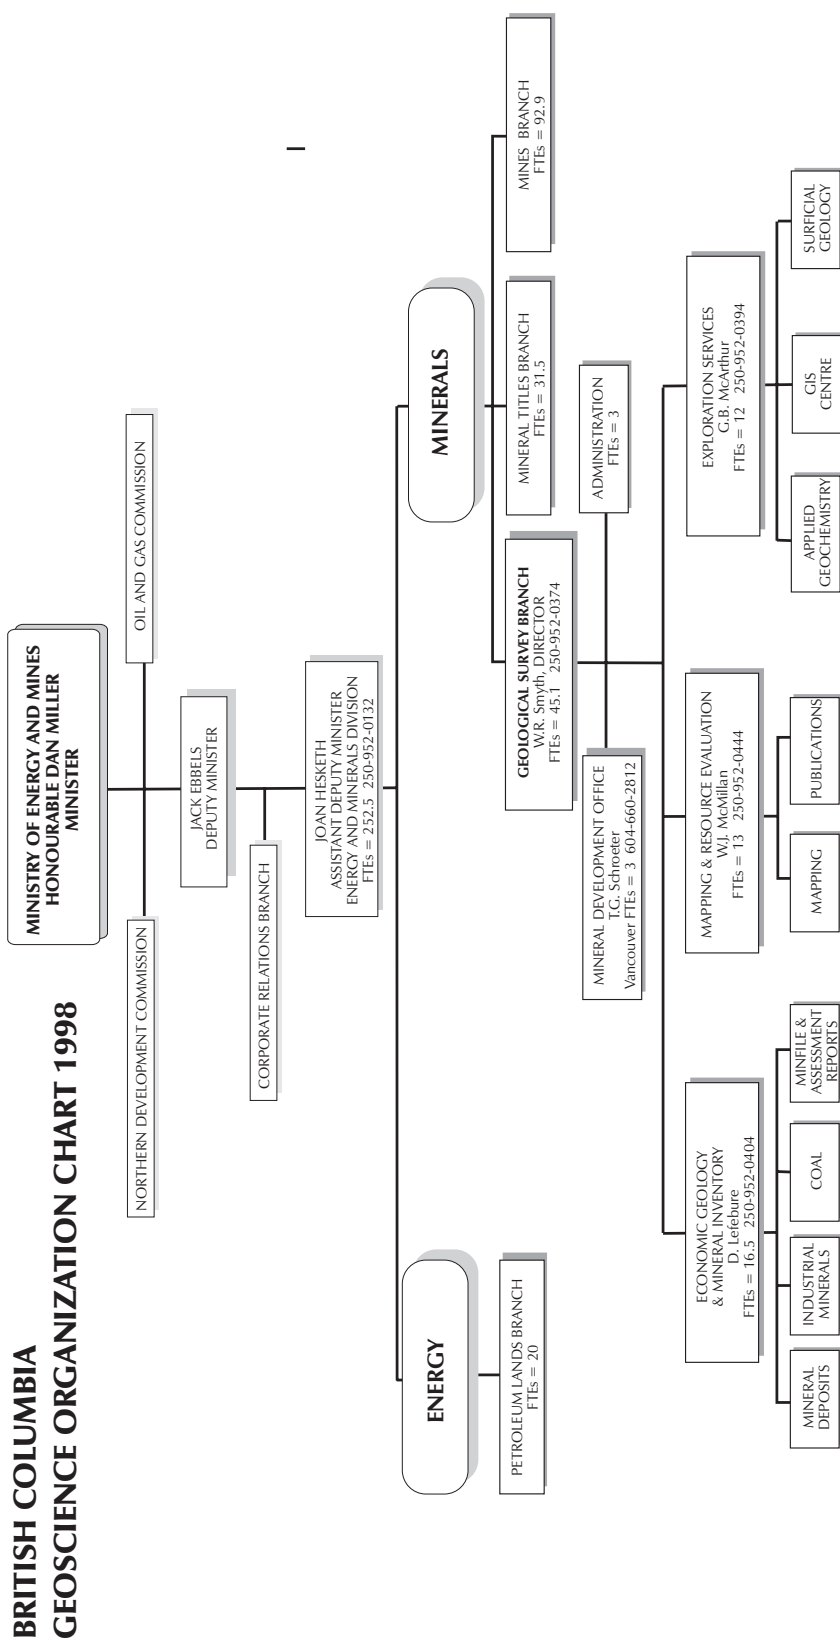 BRITISH COLUMBIA
GEOSCIENCE ORGANIZATION CHART 1998
MINISTRY OF ENERGY AND MINES
HONOURABLE DAN MILLER
MINISTER
NORTHERN DEVELOPMENT COMMISSION
OIL AND GAS COMMISSION
JACK EBBELS
DEPUTY MINISTER
CORPORATE RELATIONS BRANCH
JOAN HESKETH
ASSISTANT DEPUTY MINISTER
ENERGY AND MINERALS DIVISION
FTEs = 252.5 250-952-0132
ENERGY
MINERALS
PETROLEUM LANDS BRANCH
FTEs = 20
GEOLOGICAL SURVEY BRANCH
W.R. Smyth, DIRECTOR
FTEs = 45.1 250-952-0374
MINERAL TITLES BRANCH
FTEs = 31.5
MINES BRANCH
FTEs = 92.9
MINERAL DEVELOPMENT OFFICE
T.G. Schroeter
Vancouver FTEs = 3 604-660-2812
ADMINISTRATION
FTEs = 3
ECONOMIC GEOLOGY
& MINERAL INVENTORY
D. Lefebure
FTEs = 16.5 250-952-0404
MAPPING & RESOURCE EVALUATION
W.J. McMillan
FTEs = 13 250-952-0444
EXPLORATION SERVICES
G.B. McArthur
FTEs = 12 250-952-0394
MINERAL
DEPOSITS
INDUSTRIAL
MINERALS
COAL
MINFILE &
ASSESSMENT
REPORTS
MAPPING
PUBLICATIONS
APPLIED
GEOCHEMISTRY
GIS
CENTRE
SURFICIAL
GEOLOGY